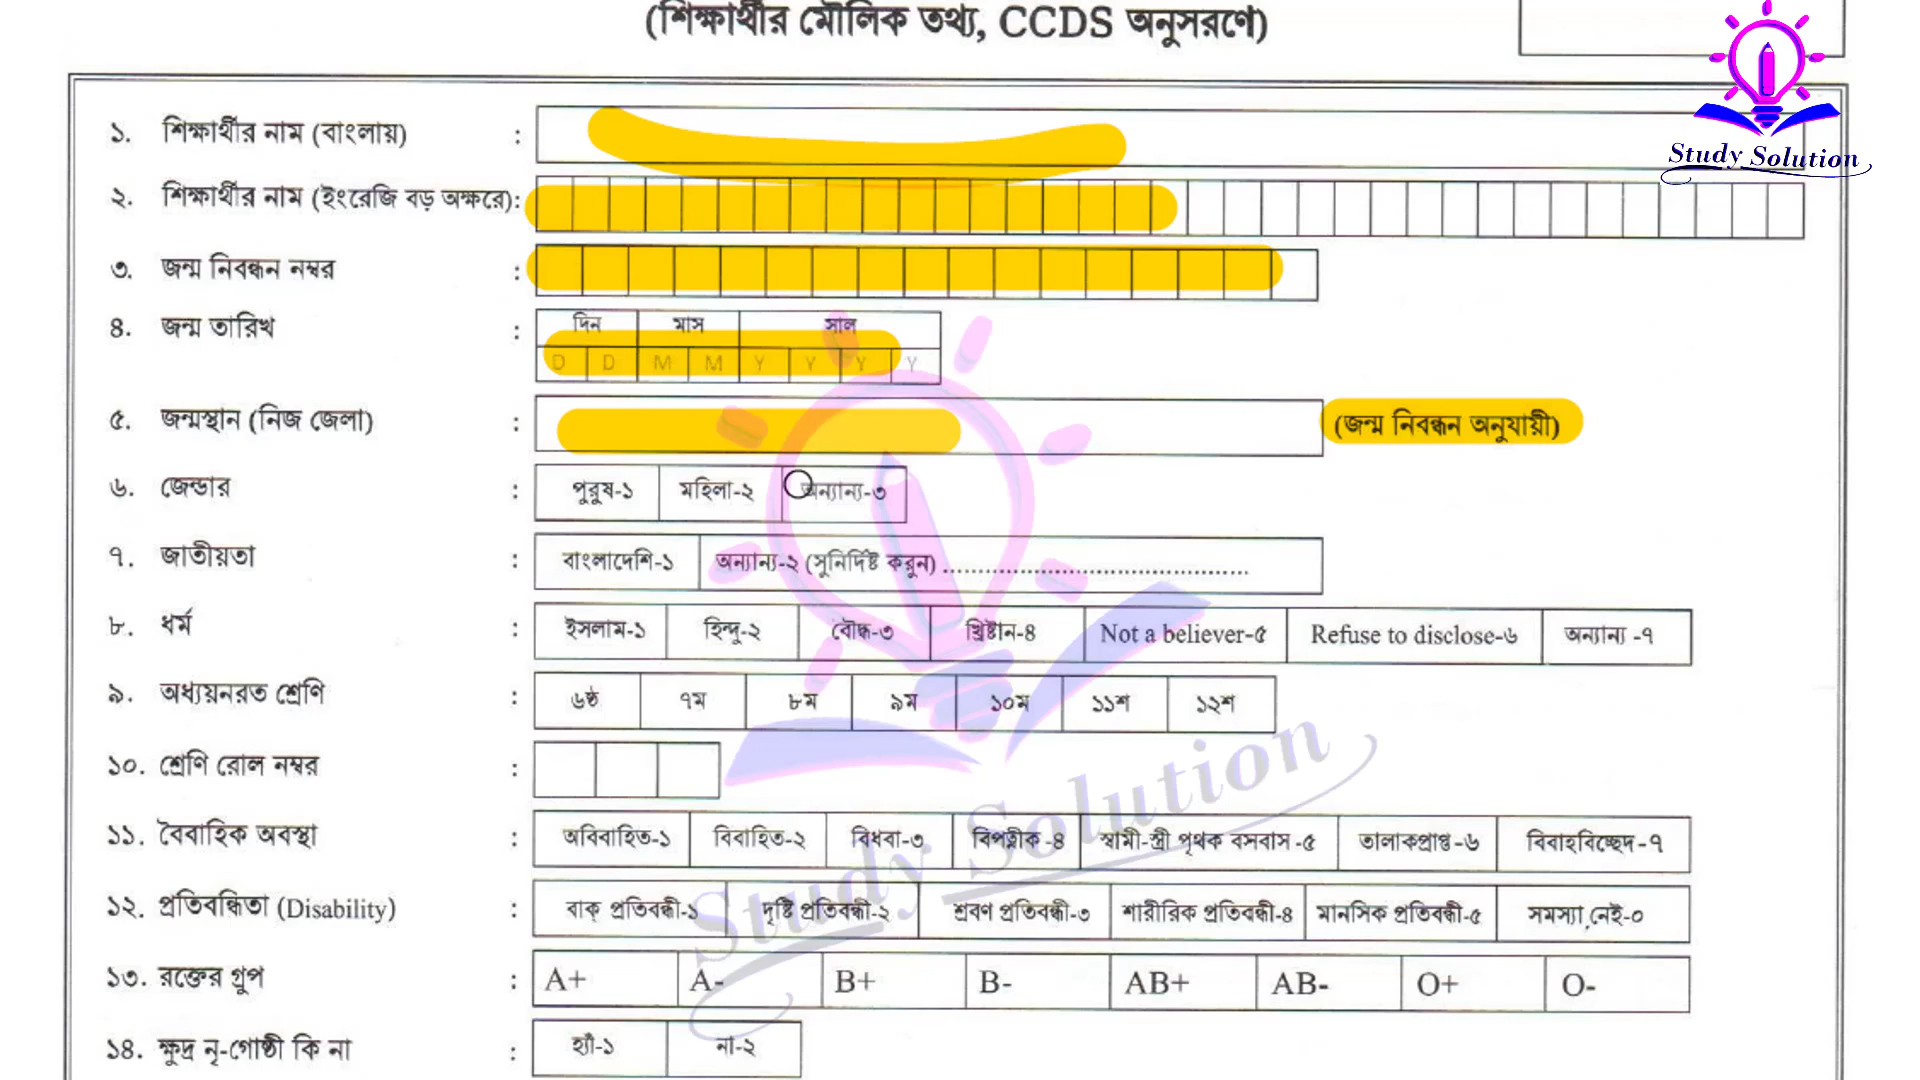 (শিক্ষার্থীর মৌলিক তথ্য, CCDS অনুসরণে)
Study Solution
১. শিক্ষার্থীর নাম (বাংলায়) :
২. শিক্ষার্থীর নাম (ইংরেজি বড় অক্ষরে):
৩. জন্ম নিবন্ধন নম্বর :
৪. জন্ম তারিখ : দিন মাস সাল
D D M M Y Y Y Y
৫. জন্মস্থান (নিজ জেলা) : (জন্ম নিবন্ধন অনুযায়ী)
৬. জেন্ডার : পুরুষ-১ মহিলা-২ অন্যান্য-৩
৭. জাতীয়তা : বাংলাদেশি-১ অন্যান্য-২ (সুনির্দিষ্ট করুন) ............................................
৮. ধর্ম : ইসলাম-১ হিন্দু-২ বৌদ্ধ-৩ খ্রিষ্টান-৪ Not a believer-৫ Refuse to disclose-৬ অন্যান্য -৭
৯. অধ্যয়নরত শ্রেণি : ৬ষ্ঠ ৭ম ৮ম ৯ম ১০ম ১১শ ১২শ
১০. শ্রেণি রোল নম্বর :
১১. বৈবাহিক অবস্থা : অবিবাহিত-১ বিবাহিত-২ বিধবা-৩ বিপত্নীক -৪ স্বামী-স্ত্রী পৃথক বসবাস -৫ তালাকপ্রাপ্ত-৬ বিবাহবিচ্ছেদ -৭
১২. প্রতিবন্ধিতা (Disability) : বাক্ প্রতিবন্ধী-১ দৃষ্টি প্রতিবন্ধী-২ শ্রবণ প্রতিবন্ধী-৩ শারীরিক প্রতিবন্ধী-৪ মানসিক প্রতিবন্ধী-৫ সমস্যা নেই-০
১৩. রক্তের গ্রুপ : A+ A- B+ B- AB+ AB- O+ O-
১৪. ক্ষুদ্র নৃ-গোষ্ঠী কি না : হ্যাঁ-১ না-২
Study Solution